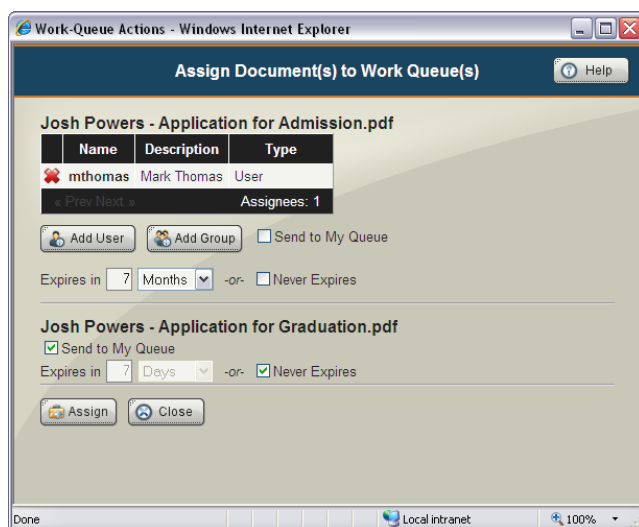 Work-Queue Actions - Windows Internet Explorer
Assign Document(s) to Work Queue(s) Help
Josh Powers - Application for Admission.pdf
Name Description Type
mthomas Mark Thomas User
« Prev Next » Assignees: 1
Add User Add Group Send to My Queue
Expires in 7 Months -or- Never Expires
Josh Powers - Application for Graduation.pdf
Send to My Queue
Expires in 7 Days -or- Never Expires
Assign Close
Done Local intranet 100%